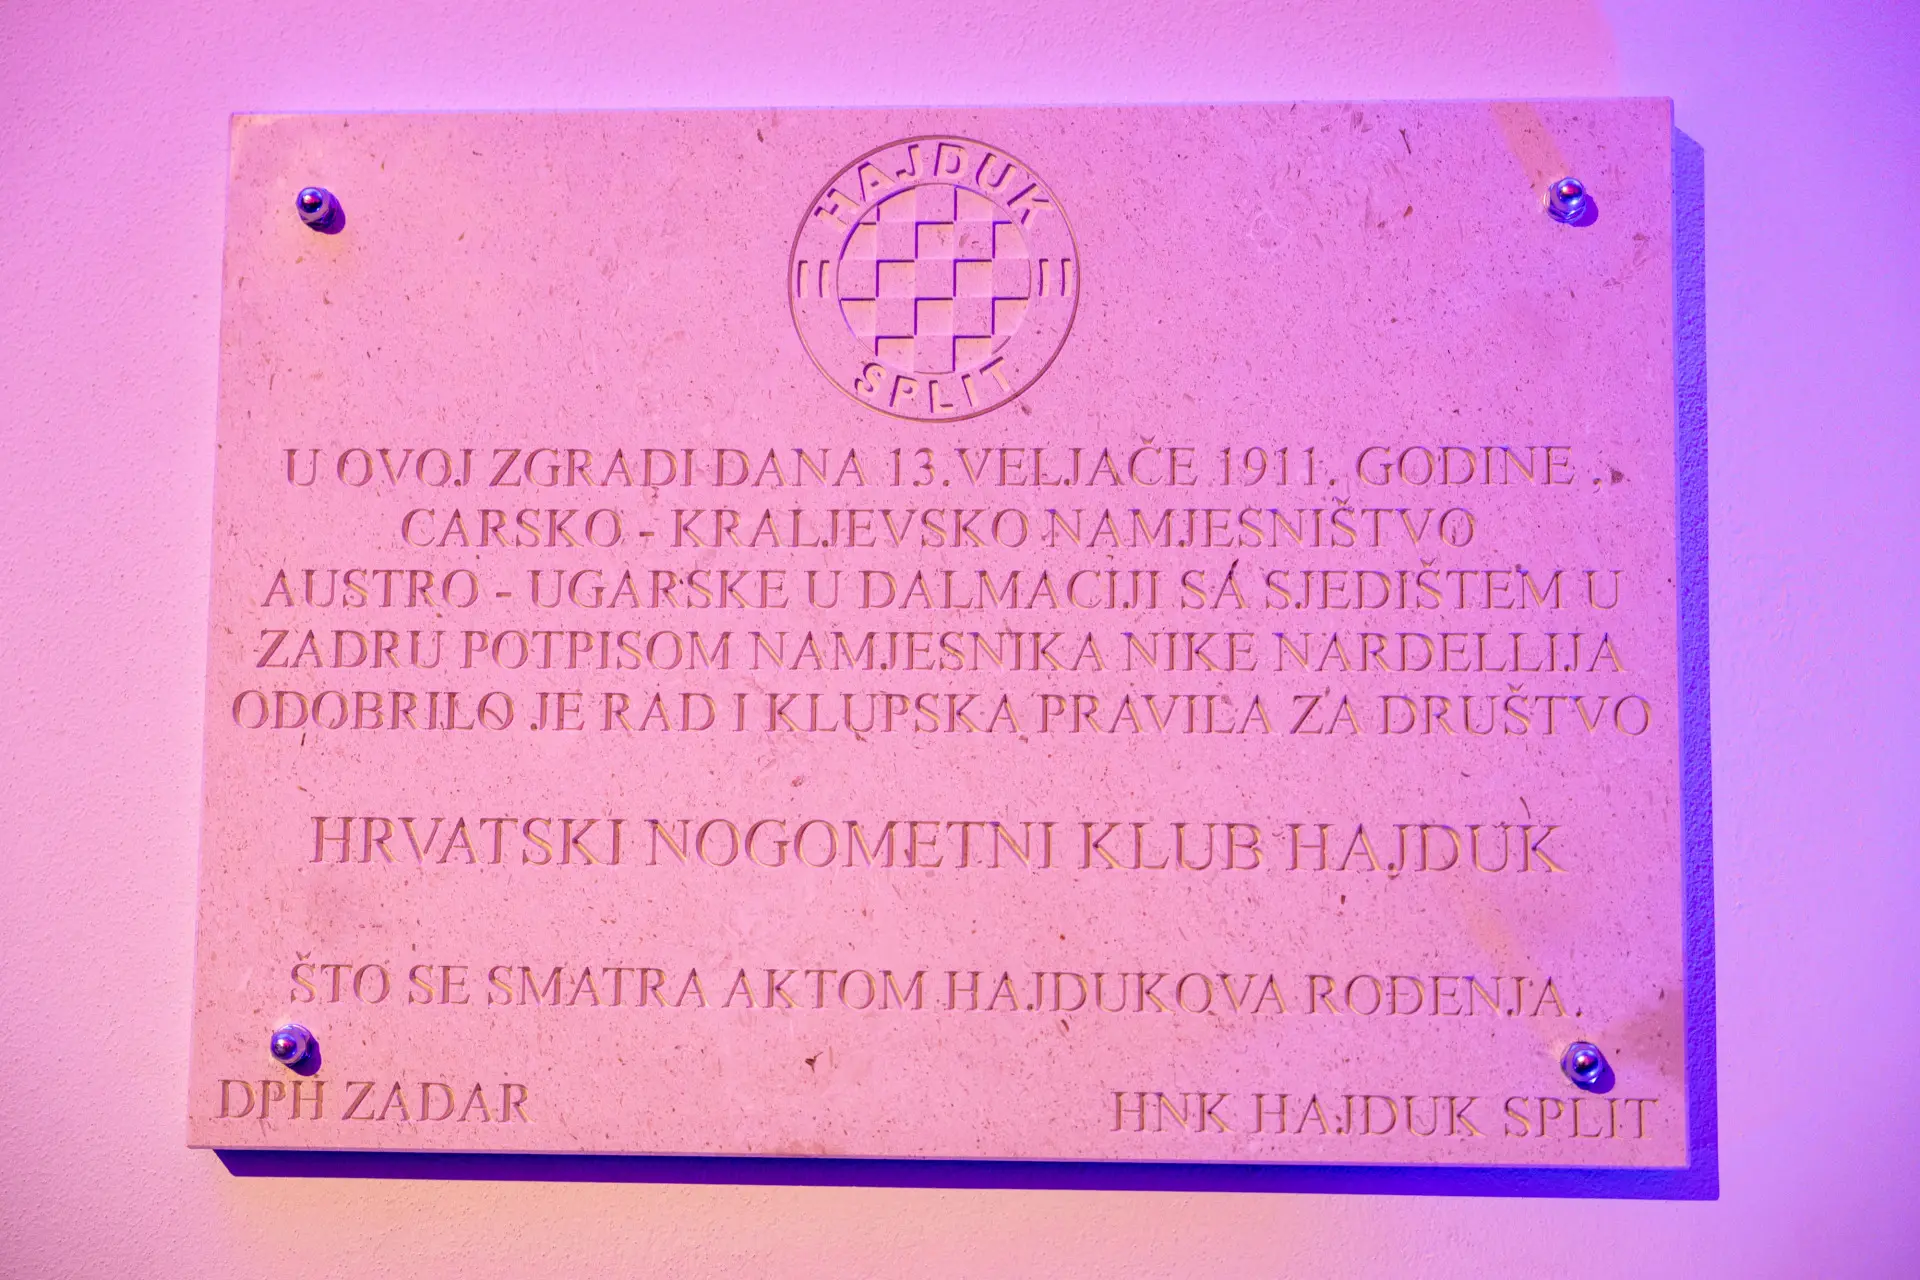 HAJDUK
SPLIT
U OVOJ ZGRADI DANA 13. VELJAČE 1911. GODINE ,
CARSKO - KRALJEVSKO NAMJESNIŠTVO
AUSTRO - UGARSKE U DALMACIJI SA SJEDIŠTEM U
ZADRU POTPISOM NAMJESNIKA NIKE NARDELLIJA
ODOBRILO JE RAD I KLUPSKA PRAVILA ZA DRUŠTVO
HRVATSKI NOGOMETNI KLUB HAJDUK
ŠTO SE SMATRA AKTOM HAJDUKOVA ROĐENJA.
DPH ZADAR
HNK HAJDUK SPLIT